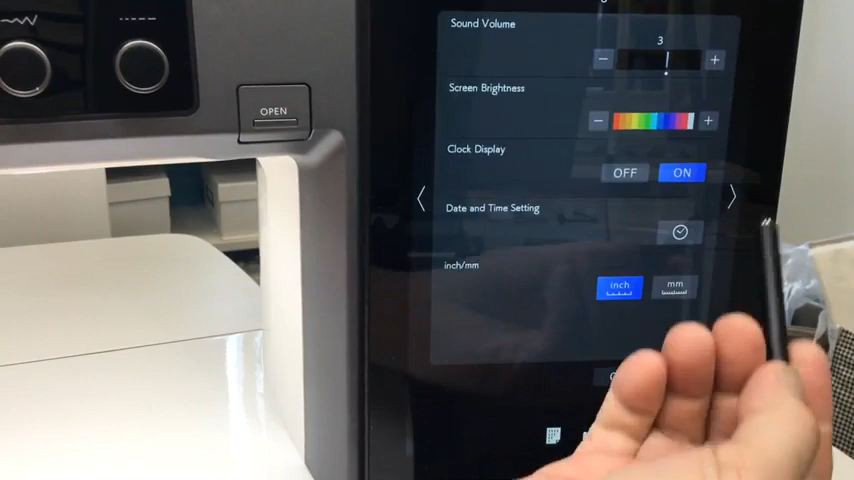 Sound Volume
3
OPEN
Screen Brightness
Clock Display
OFF
ON
Date and Time Setting
inch/mm
inch
mm